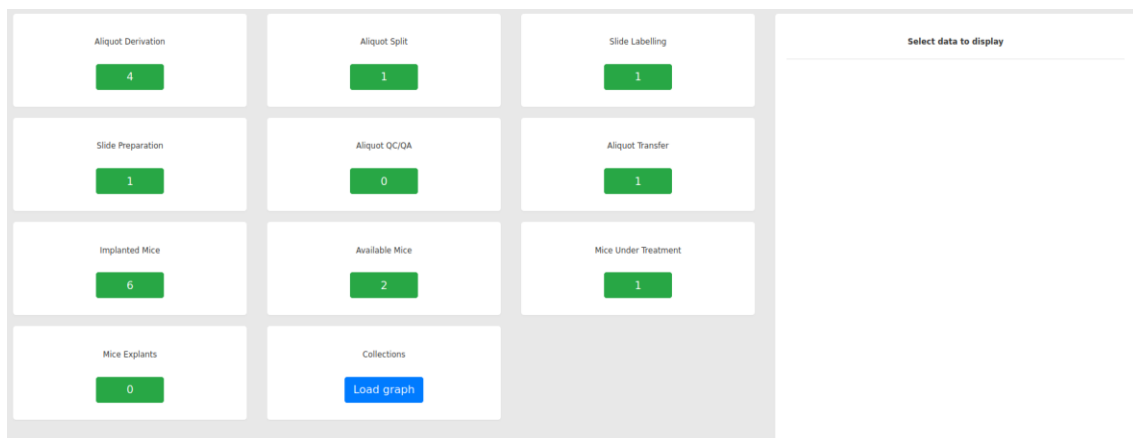 Aliquot Derivation
4
Aliquot Split
1
Slide Labelling
1
Select data to display
Slide Preparation
1
Aliquot QC/QA
0
Aliquot Transfer
1
Implanted Mice
6
Available Mice
2
Mice Under Treatment
1
Mice Explants
0
Collections
Load graph